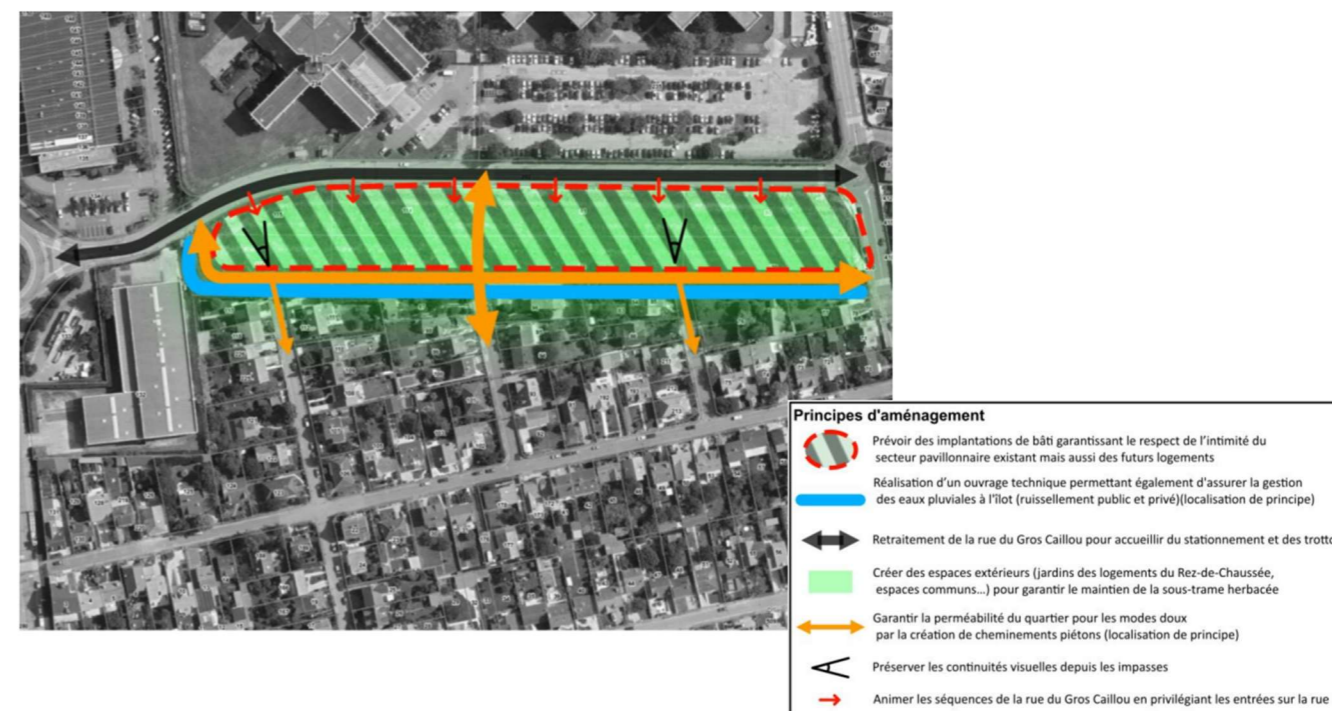 Principes d'aménagement
Prévoir des implantations de bâti garantissant le respect de l'intimité du
secteur pavillonnaire existant mais aussi des futurs logements
Réalisation d'un ouvrage technique permettant également d'assurer la gestion
des eaux pluviales à l'îlot (ruissellement public et privé)(localisation de principe)
Retraitement de la rue du Gros Caillou pour accueillir du stationnement et des trotto
Créer des espaces extérieurs (jardins des logements du Rez-de-Chaussée,
espaces communs...) pour garantir le maintien de la sous-trame herbacée
Garantir la perméabilité du quartier pour les modes doux
par la création de cheminements piétons (localisation de principe)
Préserver les continuités visuelles depuis les impasses
Animer les séquences de la rue du Gros Caillou en privilégiant les entrées sur la rue